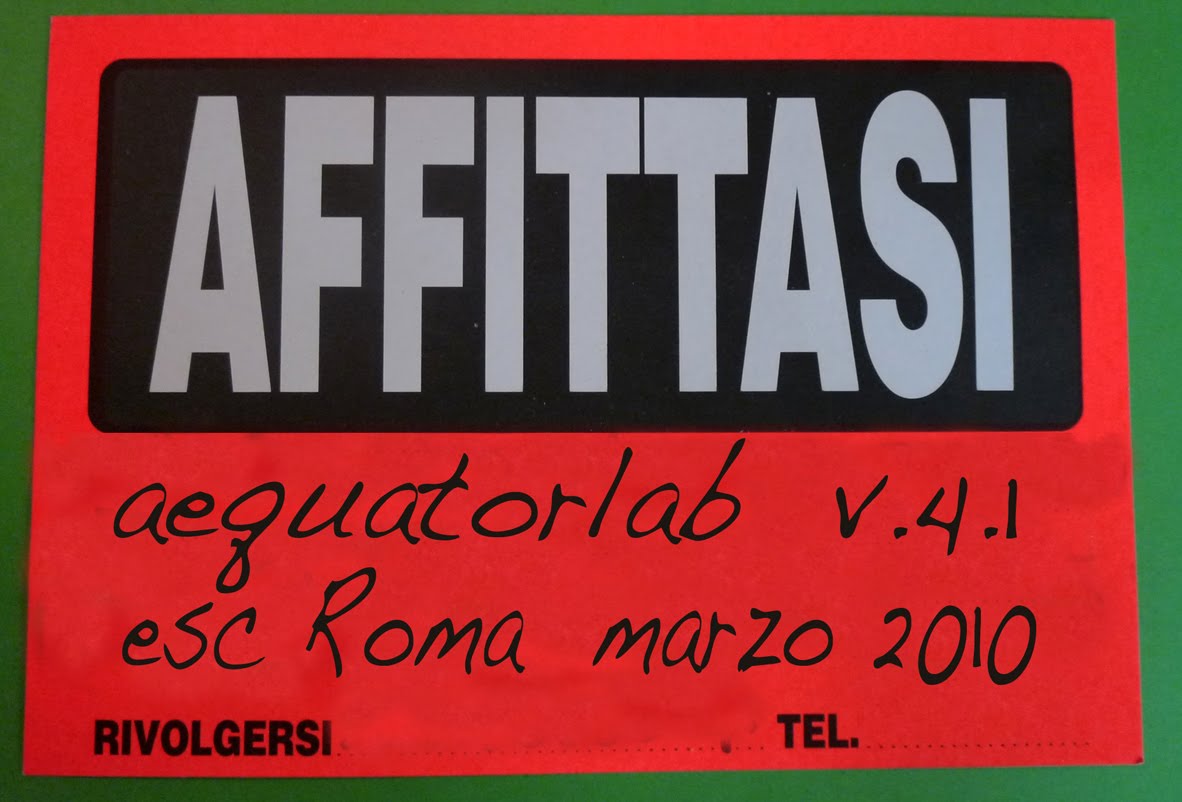 AFFITTASI
aequatorlab v.4.1
esc Roma marzo 2010
RIVOLGERSI TEL.